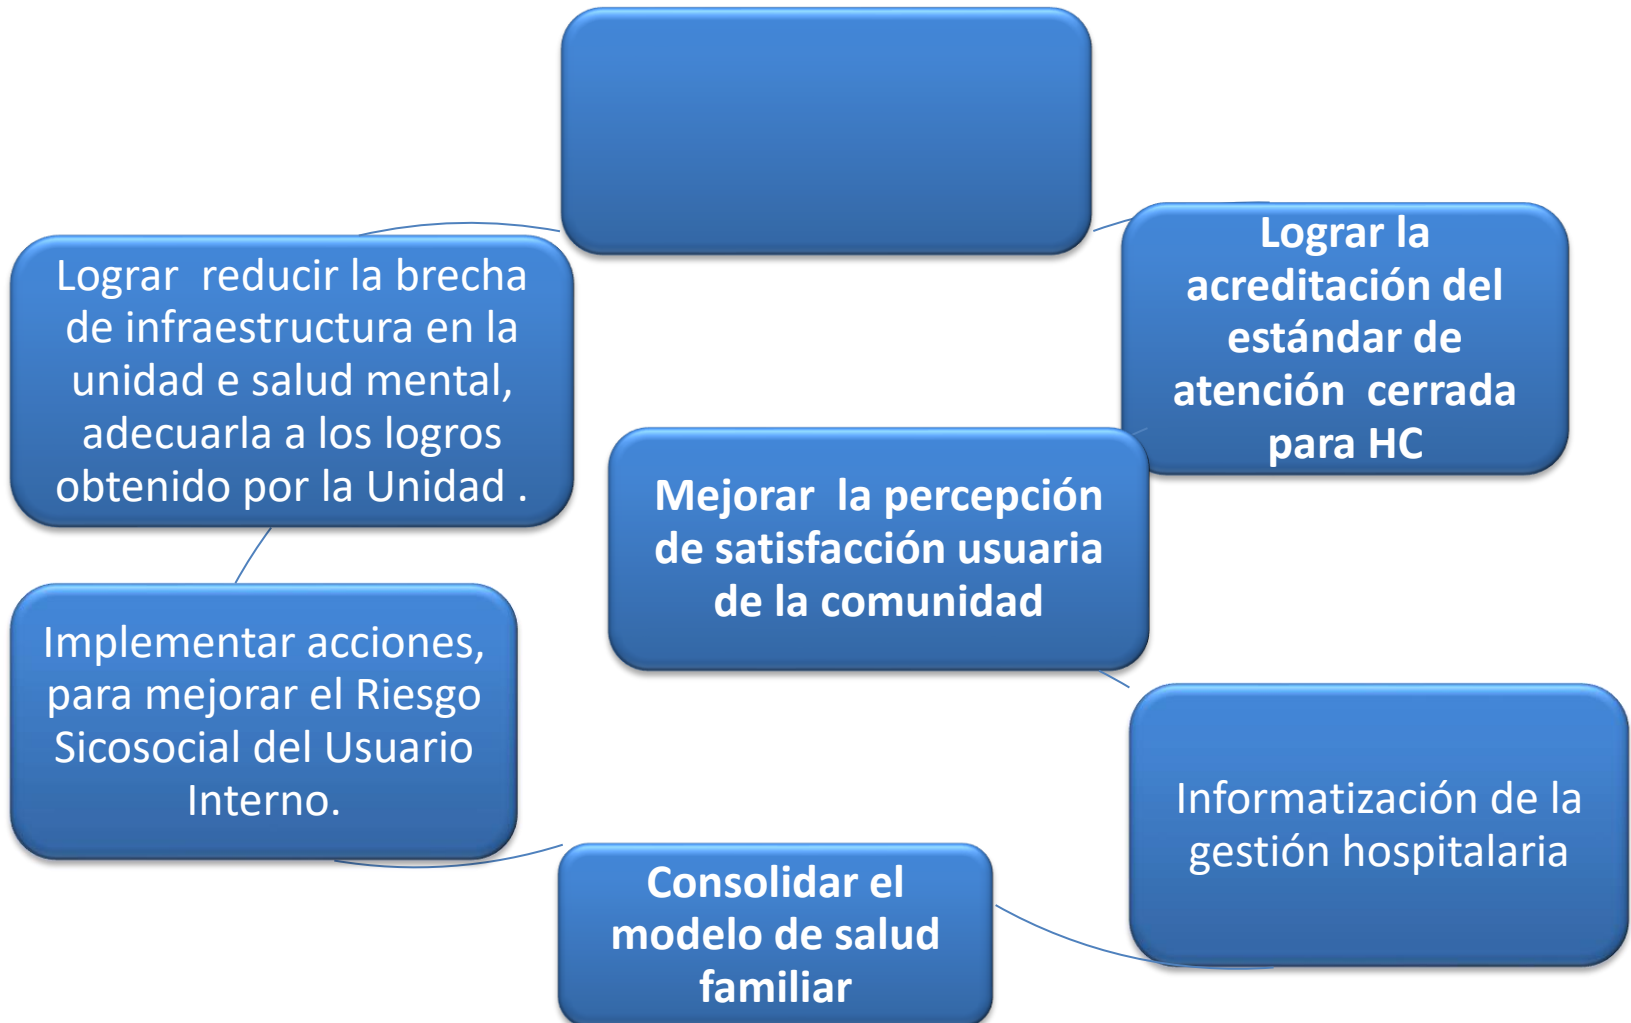 Lograr la
acreditación del
estándar de
atención cerrada
para HC
Lograr reducir la brecha
de infraestructura en la
unidad e salud mental,
adecuarla a los logros
obtenido por la Unidad .
Mejorar la percepción
de satisfacción usuaria
de la comunidad
Implementar acciones,
para mejorar el Riesgo
Sicosocial del Usuario
Interno.
Informatización de la
gestión hospitalaria
Consolidar el
modelo de salud
familiar